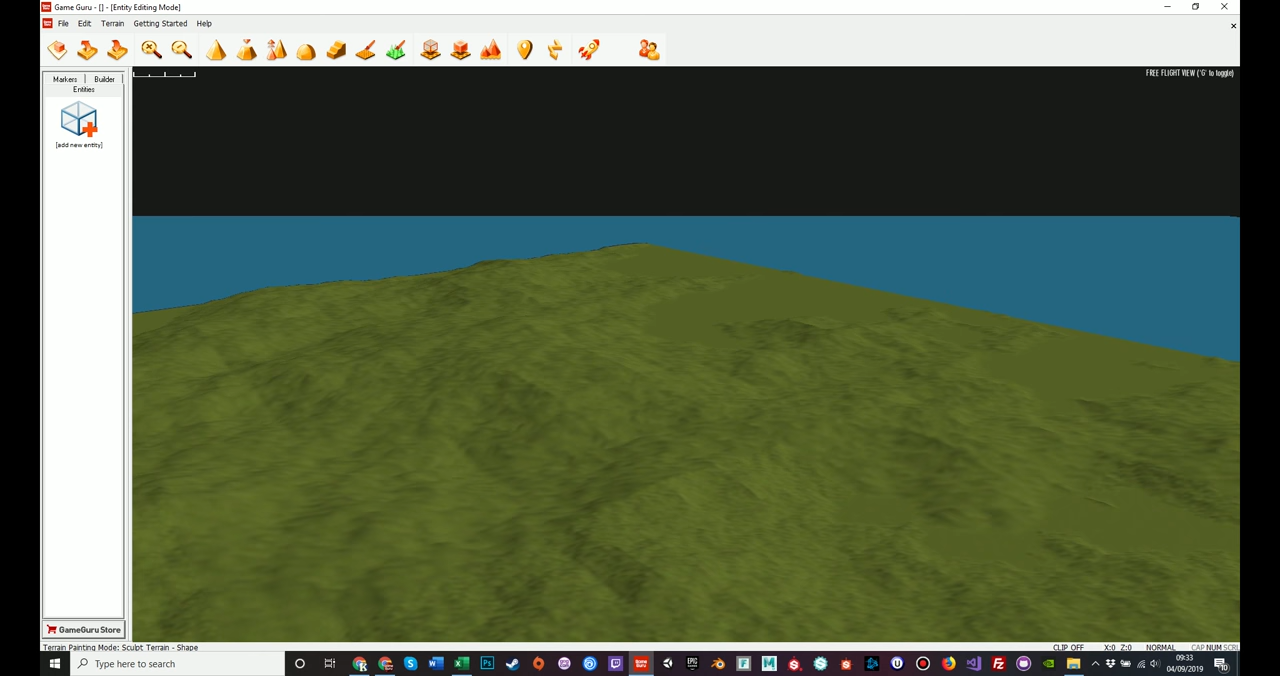 Game Guru - [] - [Entity Editing Mode]
File Edit Terrain Getting Started Help
Markers Builder
Entities
FREE FLIGHT VIEW ('G' to toggle)
[add new entity]
GameGuru Store
Terrain Painting Mode: Sculpt Terrain - Shape
CLIP OFF X:0 Z:0 NORMAL CAP NUM SCRL
Type here to search
09:33
04/09/2019